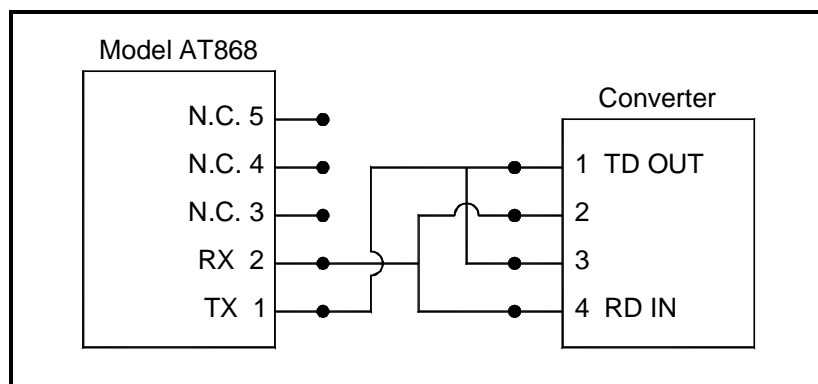 Model AT868
Converter
N.C. 5
N.C. 4
N.C. 3
RX 2
TX 1
1 TD OUT
2
3
4 RD IN